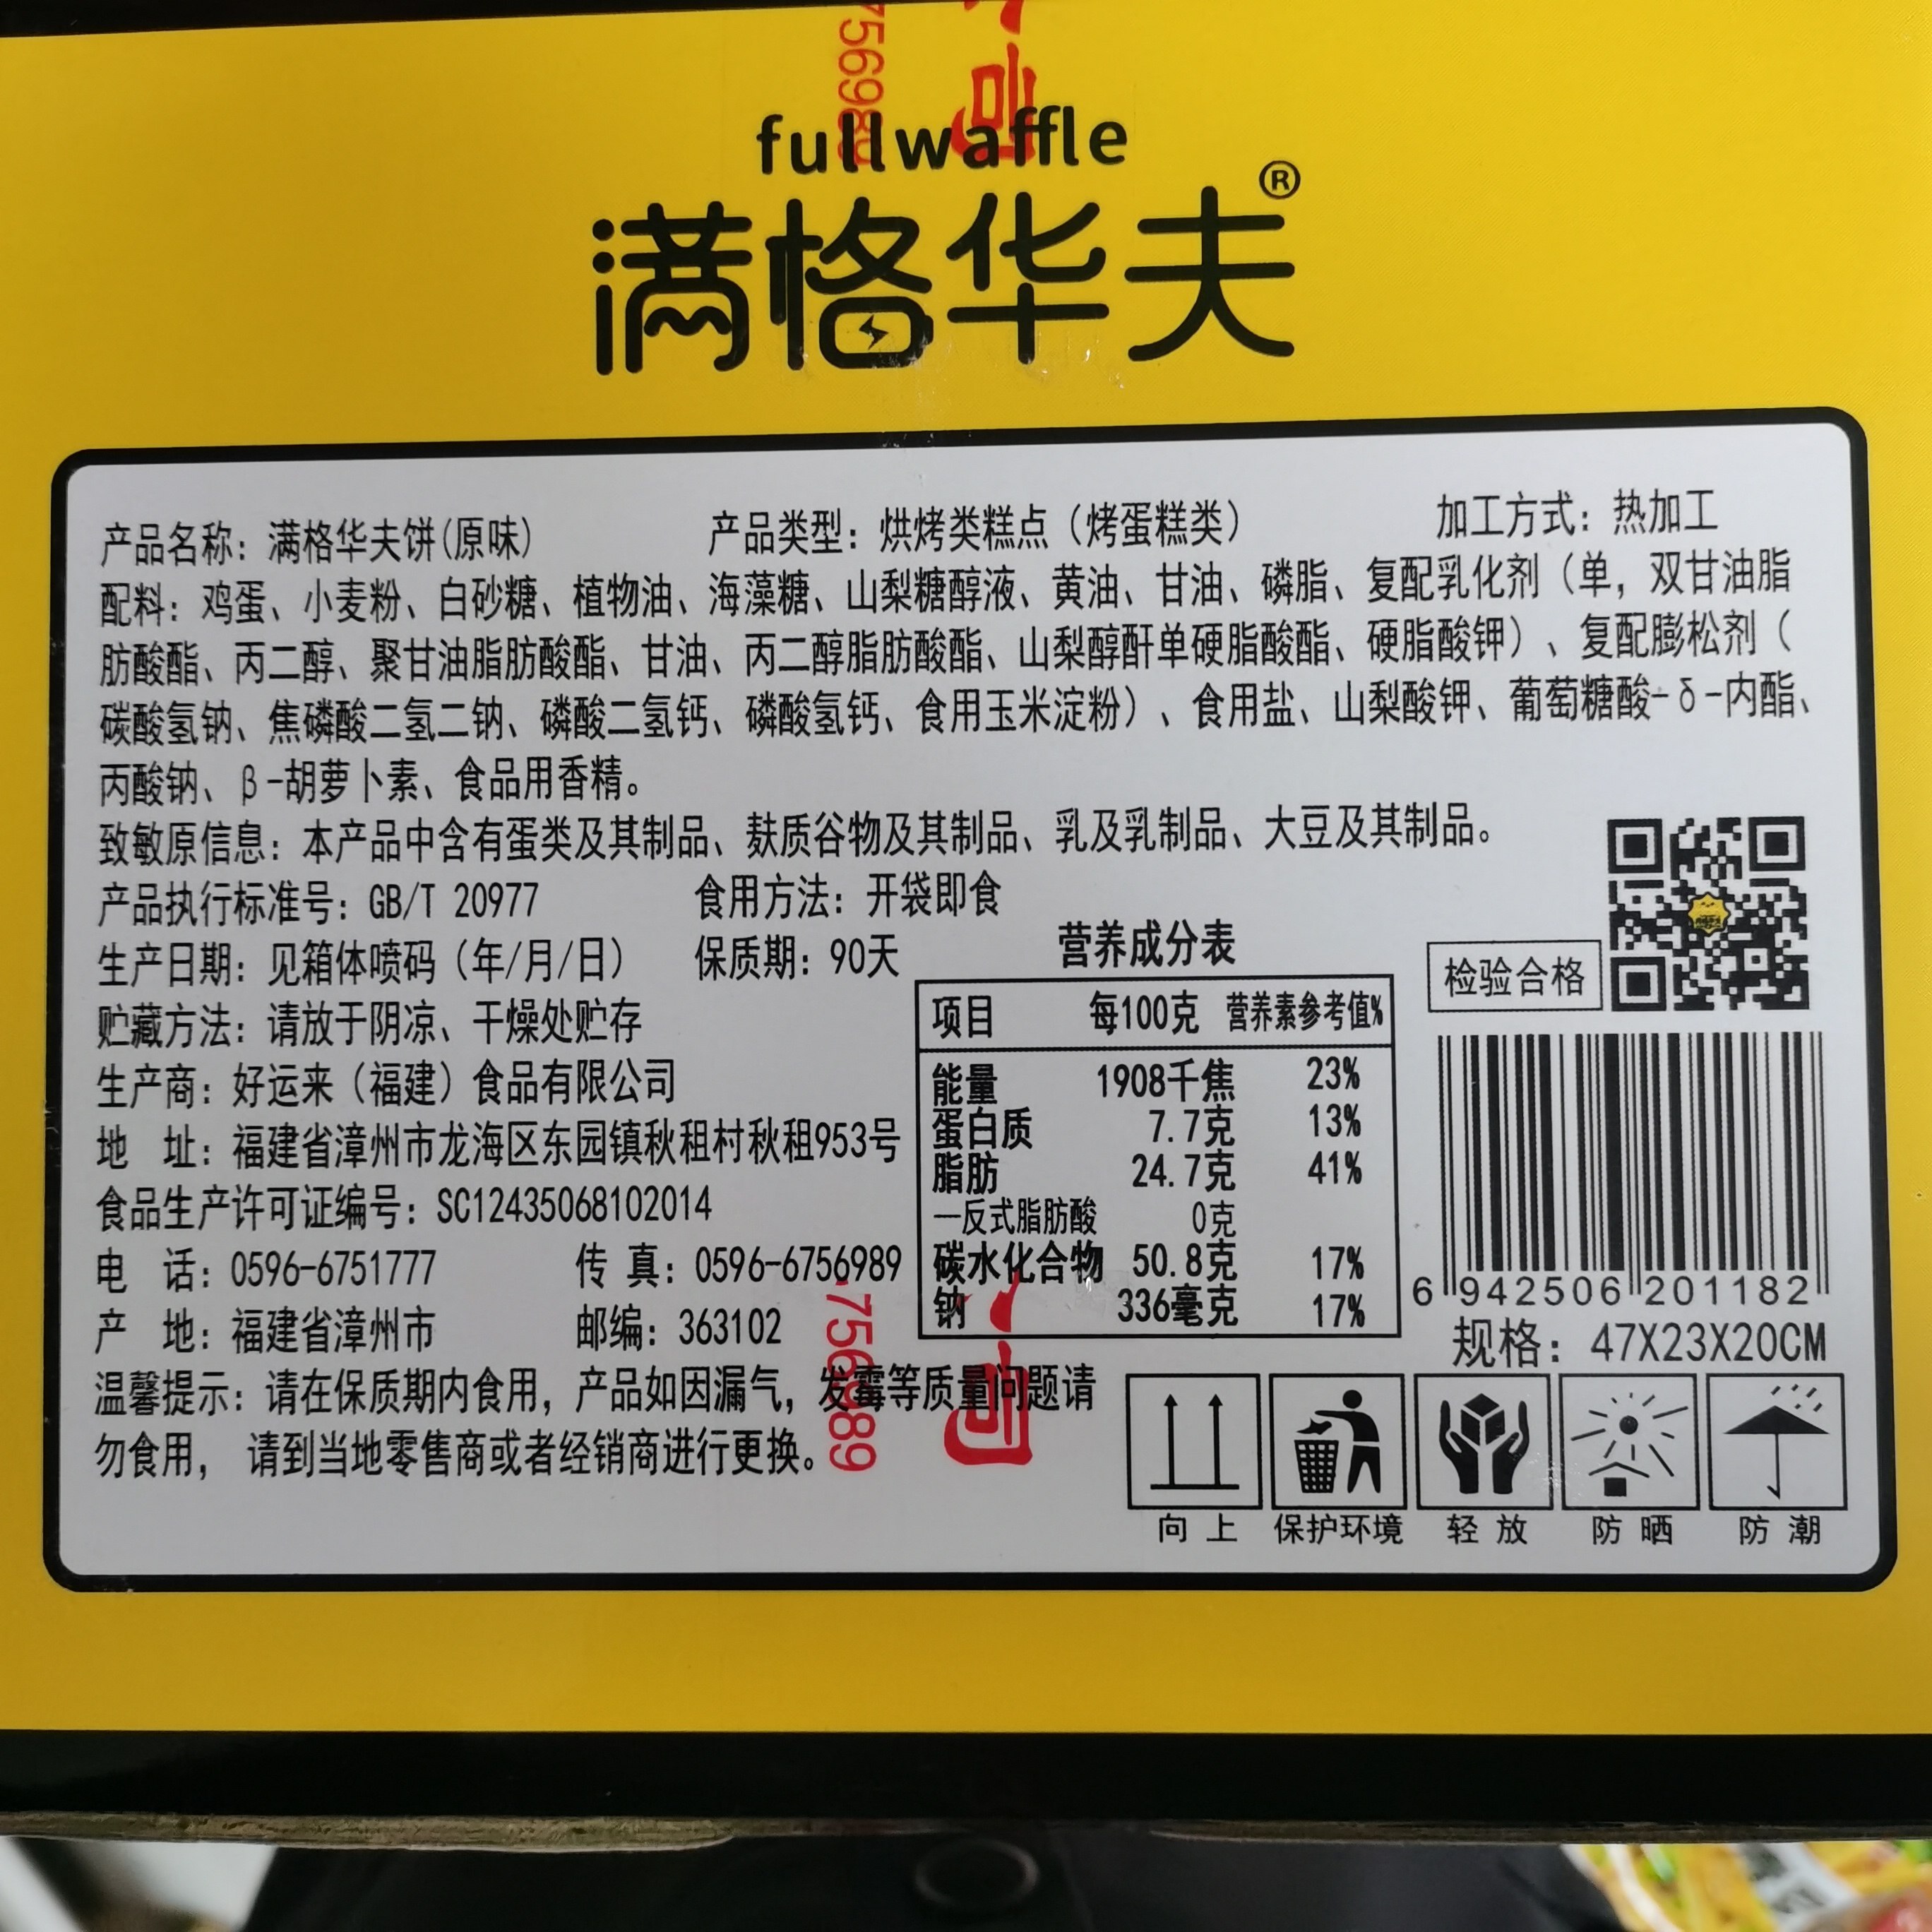 756980
fullwaffle
满格华夫®
产品名称：满格华夫饼(原味) 产品类型：烘烤类糕点（烤蛋糕类） 加工方式：热加工
配料：鸡蛋、小麦粉、白砂糖、植物油、海藻糖、山梨糖醇液、黄油、甘油、磷脂、复配乳化剂（单，双甘油脂
肪酸酯、丙二醇、聚甘油脂肪酸酯、甘油、丙二醇脂肪酸酯、山梨醇酐单硬脂酸酯、硬脂酸钾）、复配膨松剂（
碳酸氢钠、焦磷酸二氢二钠、磷酸二氢钙、磷酸氢钙、食用玉米淀粉）、食用盐、山梨酸钾、葡萄糖酸-δ-内酯、
丙酸钠、β-胡萝卜素、食品用香精。
致敏原信息：本产品中含有蛋类及其制品、麸质谷物及其制品、乳及乳制品、大豆及其制品。
产品执行标准号：GB/T 20977 食用方法：开袋即食
生产日期：见箱体喷码（年/月/日） 保质期：90天
贮藏方法：请放于阴凉、干燥处贮存
生产商：好运来（福建）食品有限公司
地 址：福建省漳州市龙海区东园镇秋租村秋租953号
食品生产许可证编号：SC12435068102014
电 话：0596-6751777 传 真：0596-6756989
产 地：福建省漳州市 邮编：363102
温馨提示：请在保质期内食用，产品如因漏气，发霉等质量问题请
勿食用， 请到当地零售商或者经销商进行更换。
756989
营养成分表
项目 每100克 营养素参考值%
能量 1908千焦 23%
蛋白质 7.7克 13%
脂肪 24.7克 41%
—反式脂肪酸 0克
碳水化合物 50.8克 17%
钠 336毫克 17%
检验合格
6 942506 201182
规格：47X23X20CM
向上 保护环境 轻放 防晒 防潮